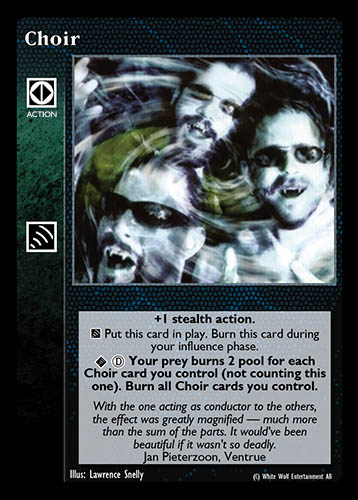 Choir
ACTION
+1 stealth action.
Put this card in play. Burn this card during
your influence phase.
D Your prey burns 2 pool for each
Choir card you control (not counting this
one). Burn all Choir cards you control.
With the one acting as conductor to the others,
the effect was greatly magnified — much more
than the sum of the parts. It would've been
beautiful if it wasn't so deadly.
Jan Pieterzoon, Ventrue
Illus: Lawrence Snelly
(C) White Wolf Entertainment AB